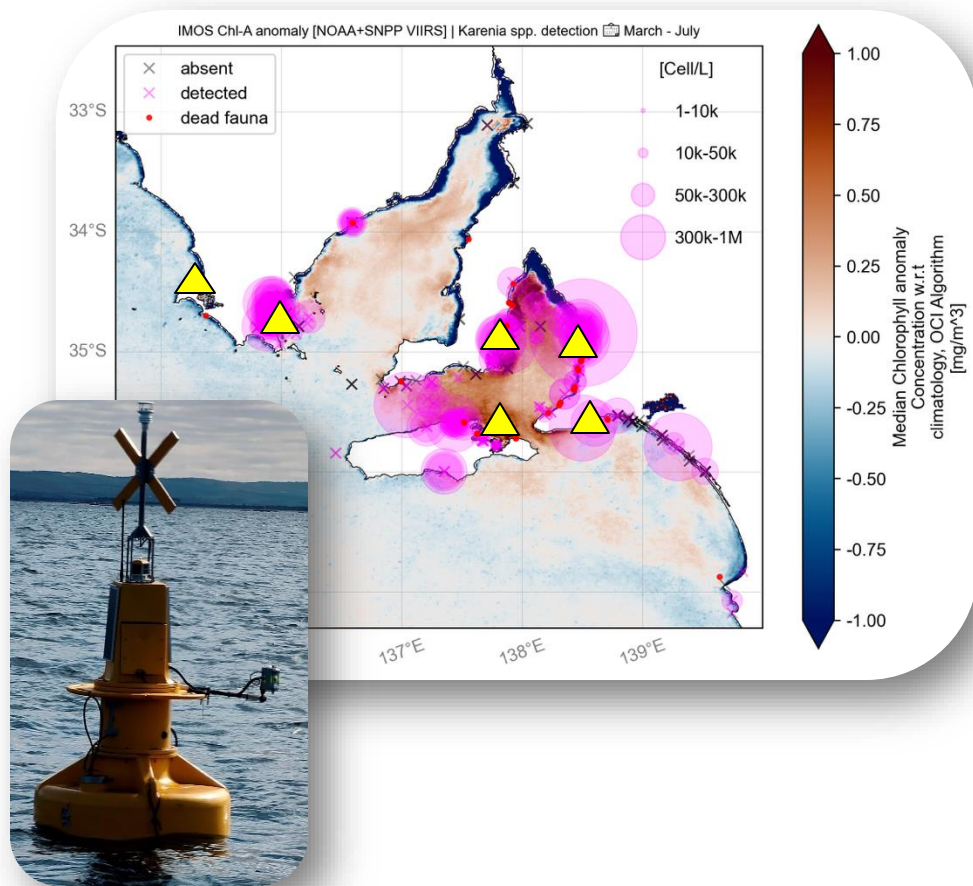 IMOS Chl-A anomaly [NOAA+SNPP VIIRS] | Karenia spp. detection 📅 March - July
absent
detected
dead fauna
[Cell/L]
1-10k
10k-50k
50k-300k
300k-1M
33°S
34°S
35°S
137°E
138°E
139°E
1.00
0.75
0.50
0.25
0.00
-0.25
-0.50
-0.75
-1.00
Median Chlorophyll anomaly
Concentration w.r.t
climatology, OCI Algorithm
[mg/m^3]